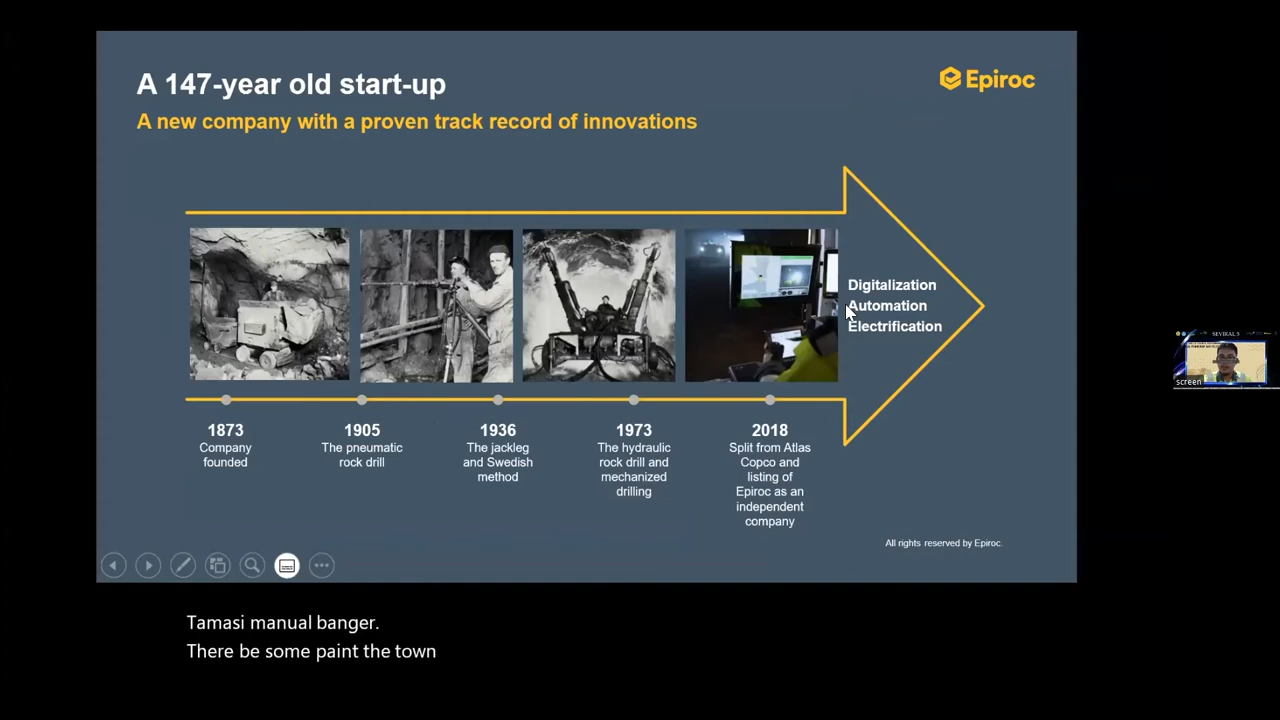 A 147-year old start-up
Epiroc
A new company with a proven track record of innovations
Digitalization
Automation
Electrification
1873
Company
founded
1905
The pneumatic
rock drill
1936
The jackleg
and Swedish
method
1973
The hydraulic
rock drill and
mechanized
drilling
2018
Split from Atlas
Copco and
listing of
Epiroc as an
independent
company
All rights reserved by Epiroc.
Tamasi manual banger.
There be some paint the town
SEVIRAL 5
screen